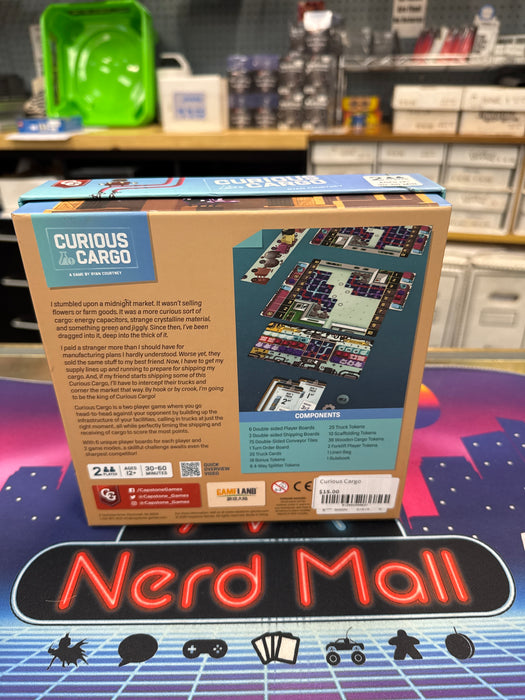 CURIOUS
CARGO
CURIOUS
CARGO
A GAME BY RYAN COURTNEY
I stumbled upon a midnight market. It wasn't selling
flowers or farm goods. It was a more curious sort of
cargo: energy capacitors, strange crystalline material,
and something green and jiggly. Since then, I've been
dragged into it, deep into the thick of it.
I paid a stranger more than I should have for
manufacturing plans I hardly understood. Worse yet, they
sold the same stuff to my best friend. Now, I have to get my
supply lines up and running to prepare for shipping my
cargo. And, if my friend starts shipping some of this
Curious Cargo, I'll have to intercept their trucks and
corner the market that way. By hook or by crook, I'm going
to be the king of Curious Cargo!
Curious Cargo is a two player game where you go
head-to-head against your opponent by building up the
infrastructure of your facilities, calling in trucks at just the
right moment, all while perfectly timing the shipping and
receiving of cargo to score the most points.
With 6 unique player boards for each player and
2 game modes, a skillful challenge awaits even the
sharpest competitor!
COMPONENTS
2 Double-sided Shipping Boards
70 Double-Sided Conveyor Tiles
1 Turn Order Board
35 Truck Cards
6 4-Way Splitter Tokens
25 Truck Tokens
10 Scaffolding Tokens
36 Wooden Cargo Tokens
2 Forklift Player Tokens
1 Linen Bag
1 Rulebook
2 PLAYER
AGES
12+
30-60
MINUTES
QUICK
OVERVIEW
VIDEO
CG
/CapstoneGames
@Capstone_Games
@Capstone_Games
GAMELAND
CE
Curious Cargo
$15.00
Nerd Mall